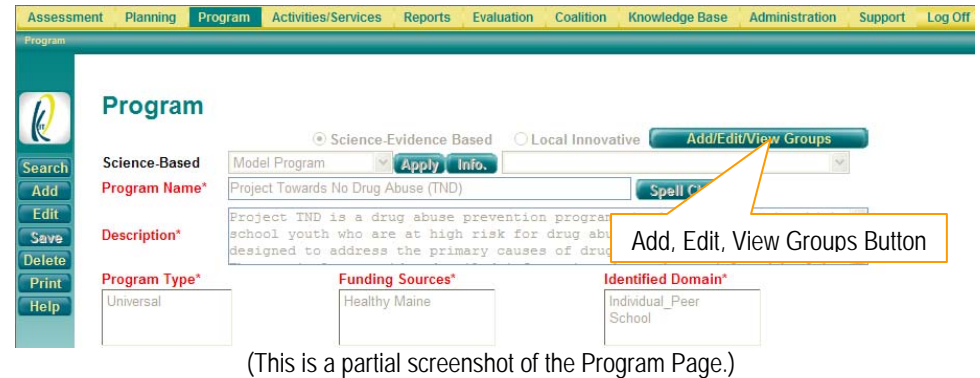 Assessment Planning Program Activities/Services Reports Evaluation Coalition Knowledge Base Administration Support Log Off
Program
Program
Science-Evidence Based Local Innovative Add/Edit/View Groups
Search
Science-Based Model Program Apply Info.
Add
Program Name* Project Towards No Drug Abuse (TND) Spell
Edit
Project TND is a drug abuse prevention
Save
Description* school youth who are at high risk for drug
Delete
designed to address the primary causes of
Add, Edit, View Groups Button
Print
Program Type* Funding Sources* Identified Domain*
Help
Universal Healthy Maine Individual_Peer
School
(This is a partial screenshot of the Program Page.)